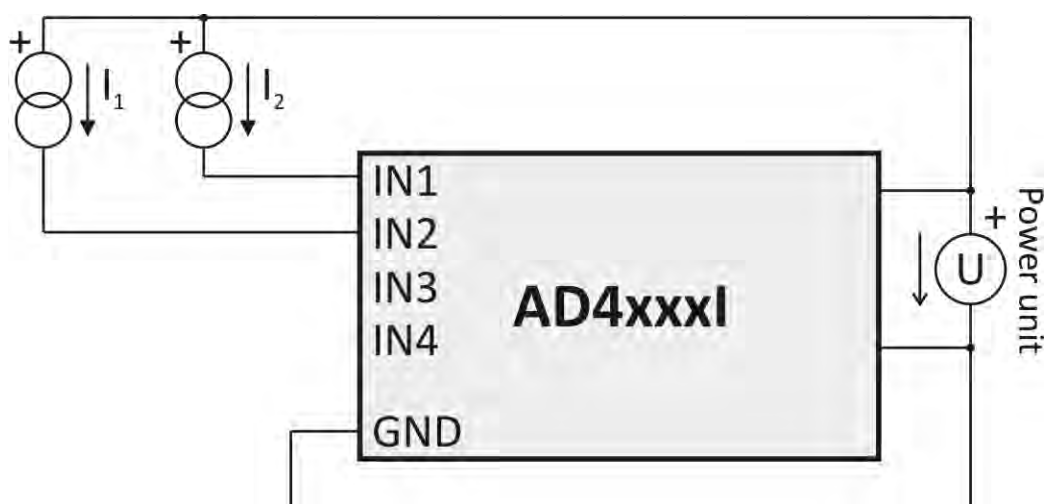 +
I1
+
I2
IN1
IN2
IN3
IN4
GND
AD4xxxI
+
U
Power unit